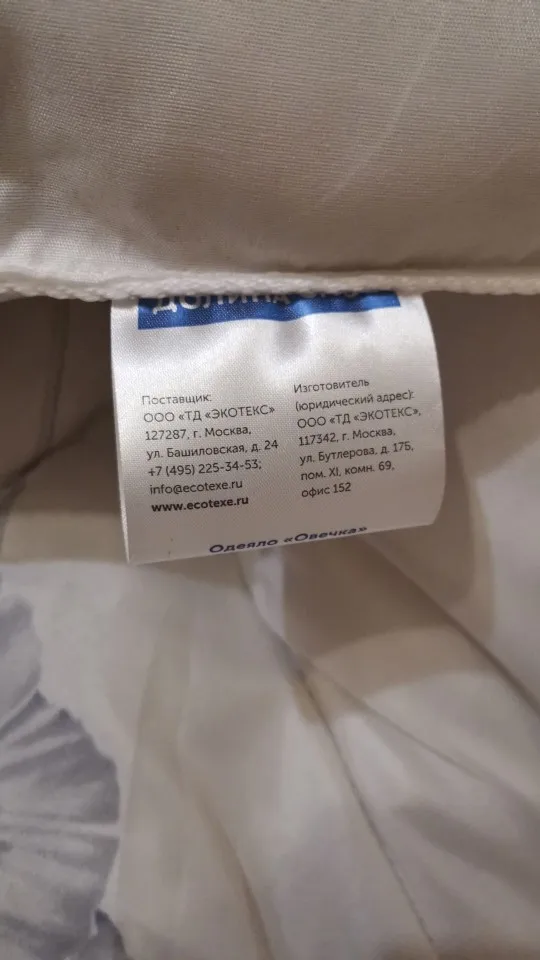 Поставщик:
ООО «ТД «ЭКОТЕКС»
127287, г. Москва,
ул. Башиловская, д. 24
+7 (495) 225-34-53;
info@ecotexe.ru
www.ecotexe.ru
Изготовитель
(юридический адрес):
ООО «ТД «ЭКОТЕКС»,
117342, г. Москва,
ул. Бутлерова, д. 17Б,
пом. XI, комн. 69,
офис 152
Одеяло «Овечка»